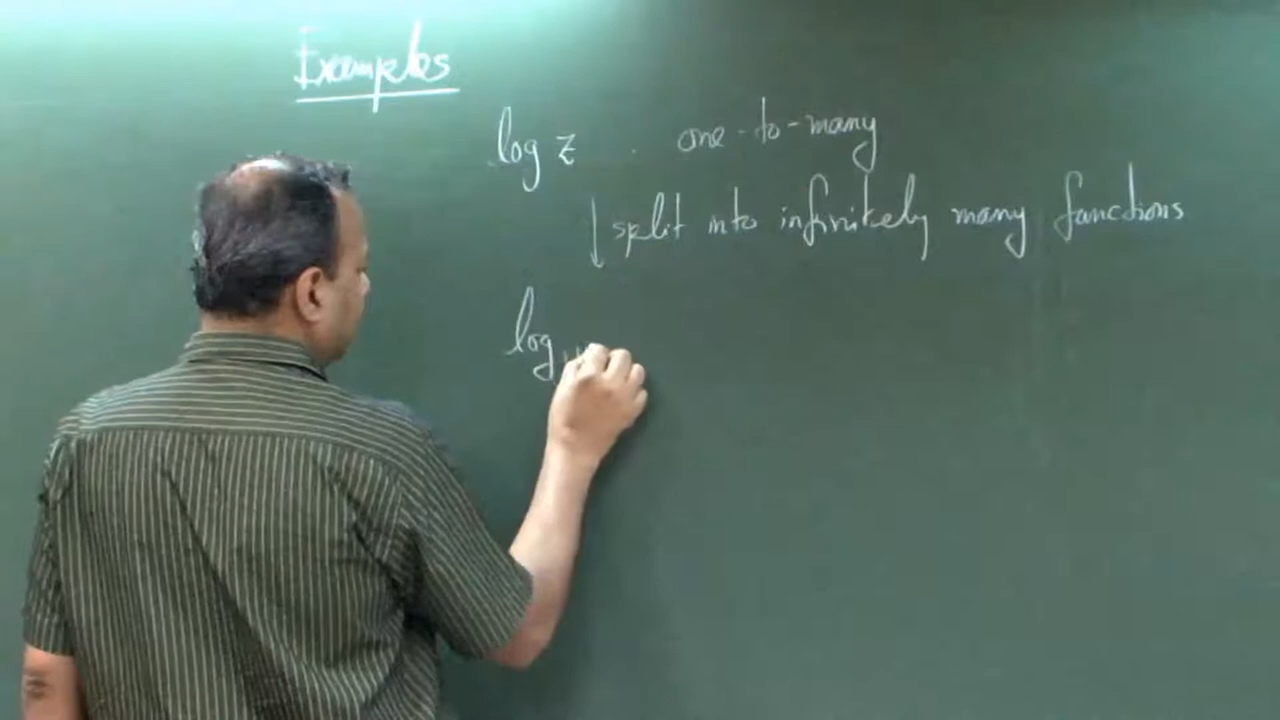 Examples
log z . one-to-many
↓ split into infinitely many functions
log